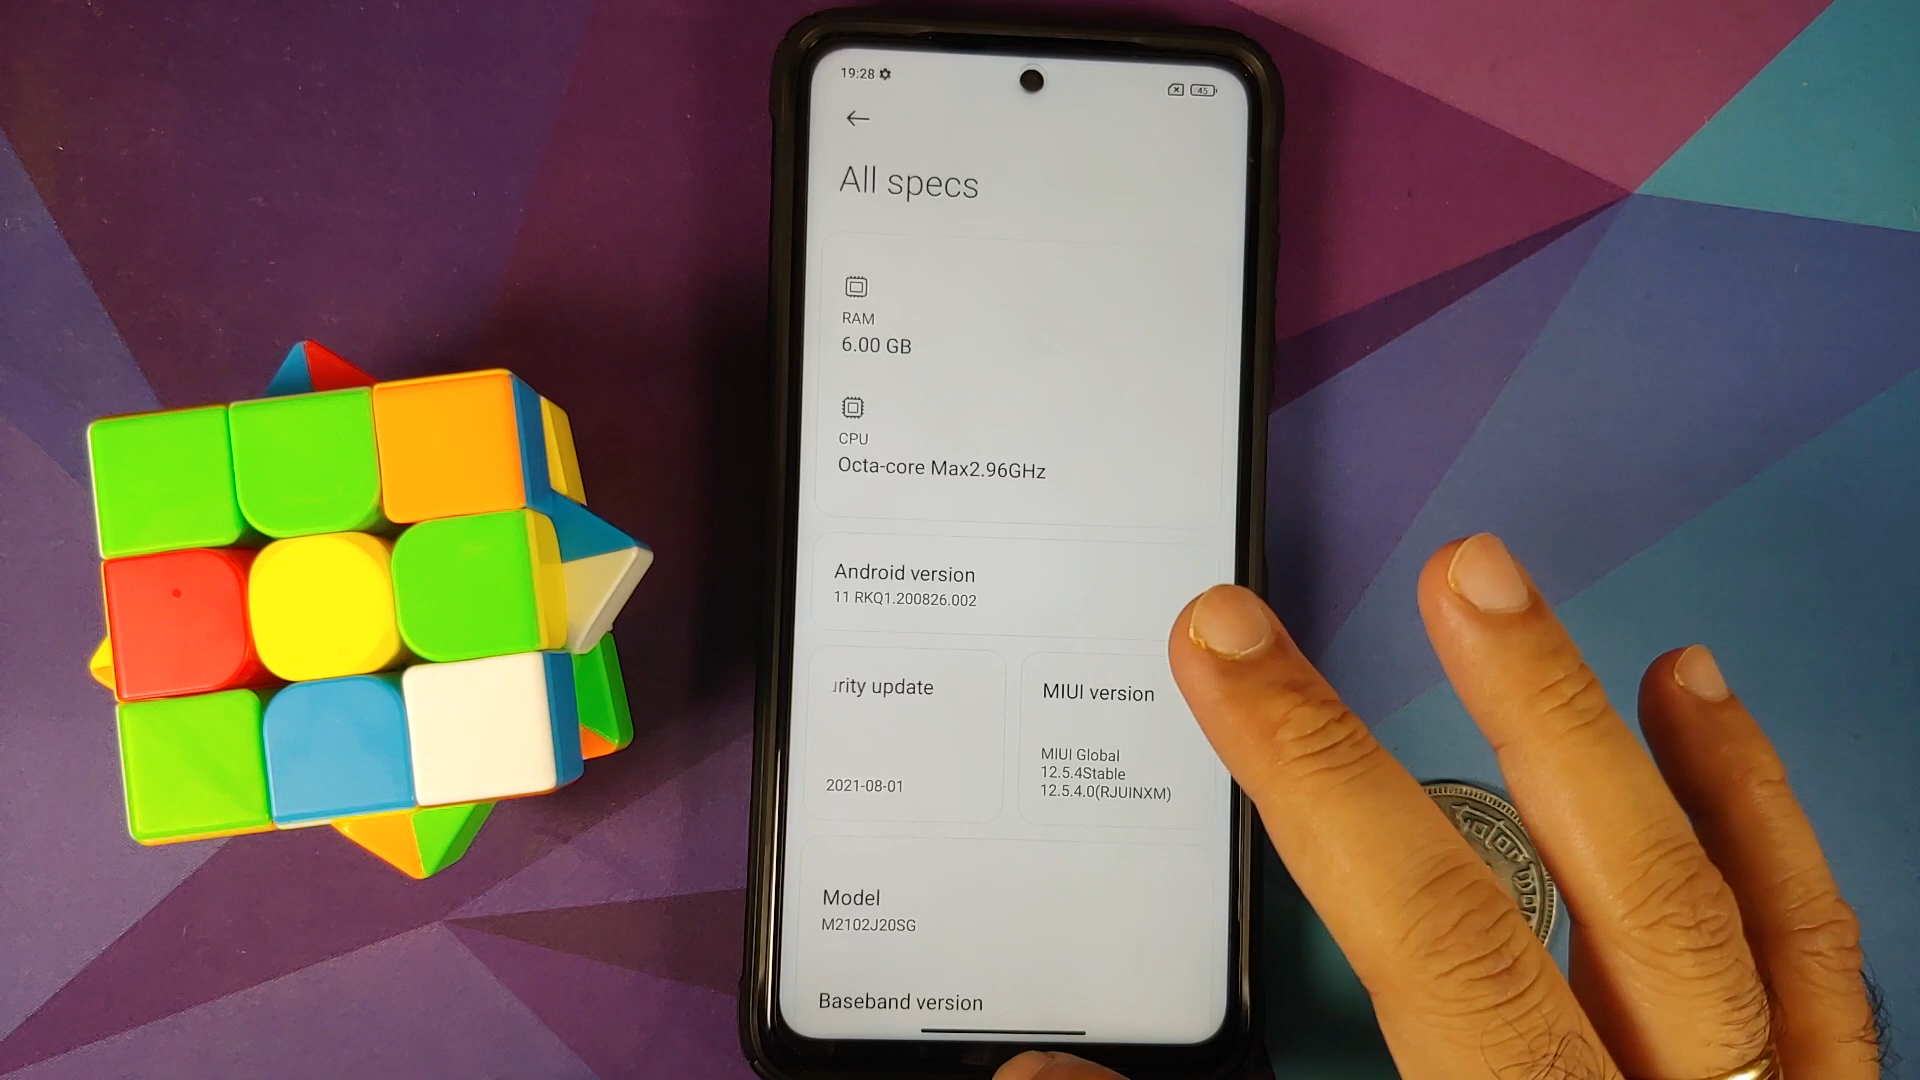 19:28
45
All specs
RAM
6.00 GB
CPU
Octa-core Max2.96GHz
Android version
11 RKQ1.200826.002
rity update
2021-08-01
MIUI version
MIUI Global
12.5.4Stable
12.5.4.0(RJUINXM)
Model
M2102J20SG
Baseband version